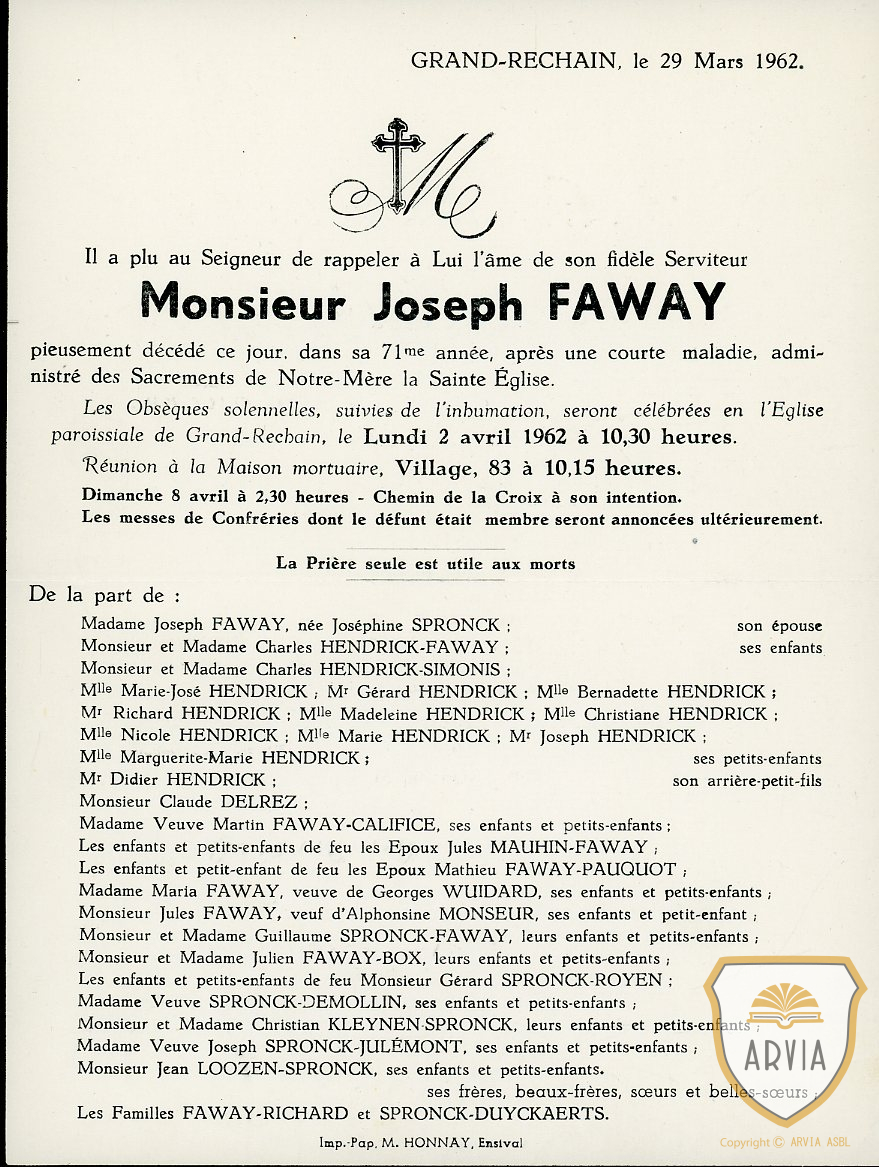 GRAND-RECHAIN, le 29 Mars 1962.
M
Il a plu au Seigneur de rappeler à Lui l'âme de son fidèle Serviteur
Monsieur Joseph FAWAY
pieusement décédé ce jour, dans sa 71me année, après une courte maladie, admi-
nistré des Sacrements de Notre-Mère la Sainte Église.
Les Obsèques solennelles, suivies de l'inhumation, seront célébrées en l'Eglise
paroissiale de Grand-Rechain, le Lundi 2 avril 1962 à 10,30 heures.
Réunion à la Maison mortuaire, Village, 83 à 10,15 heures.
Dimanche 8 avril à 2,30 heures - Chemin de la Croix à son intention.
Les messes de Confréries dont le défunt était membre seront annoncées ultérieurement.
La Prière seule est utile aux morts
De la part de :
Madame Joseph FAWAY, née Joséphine SPRONCK ; son épouse
Monsieur et Madame Charles HENDRICK-FAWAY ; ses enfants
Monsieur et Madame Charles HENDRICK-SIMONIS ;
Mlle Marie-José HENDRICK ; Mr Gérard HENDRICK ; Mlle Bernadette HENDRICK ;
Mr Richard HENDRICK ; Mlle Madeleine HENDRICK ; Mlle Christiane HENDRICK ;
Mlle Nicole HENDRICK ; Mlle Marie HENDRICK ; Mr Joseph HENDRICK ;
Mlle Marguerite-Marie HENDRICK ; ses petits-enfants
Mr Didier HENDRICK ; son arrière-petit-fils
Monsieur Claude DELREZ ;
Madame Veuve Martin FAWAY-CALIFICE, ses enfants et petits-enfants ;
Les enfants et petits-enfants de feu les Epoux Jules MAUHIN-FAWAY ;
Les enfants et petit-enfant de feu les Epoux Mathieu FAWAY-PAUQUOT ;
Madame Maria FAWAY, veuve de Georges WUIDARD, ses enfants et petits-enfants ;
Monsieur Jules FAWAY, veuf d'Alphonsine MONSEUR, ses enfants et petit-enfant ;
Monsieur et Madame Guillaume SPRONCK-FAWAY, leurs enfants et petits-enfants ;
Monsieur et Madame Julien FAWAY-BOX, leurs enfants et petits-enfants ;
Les enfants et petits-enfants de feu Monsieur Gérard SPRONCK-ROYEN ;
Madame Veuve SPRONCK-DEMOLLIN, ses enfants et petits-enfants ;
Monsieur et Madame Christian KLEYNEN-SPRONCK, leurs enfants et petits-enfants ;
Madame Veuve Joseph SPRONCK-JULÉMONT, ses enfants et petits-enfants ;
Monsieur Jean LOOZEN-SPRONCK, ses enfants et petits-enfants.
ses frères, beaux-frères, sœurs et belles-sœurs ;
Les Familles FAWAY-RICHARD et SPRONCK-DUYCKAERTS.
Imp.-Pap. M. HONNAY, Ensival
ARVIA
Copyright © ARVIA ASBL